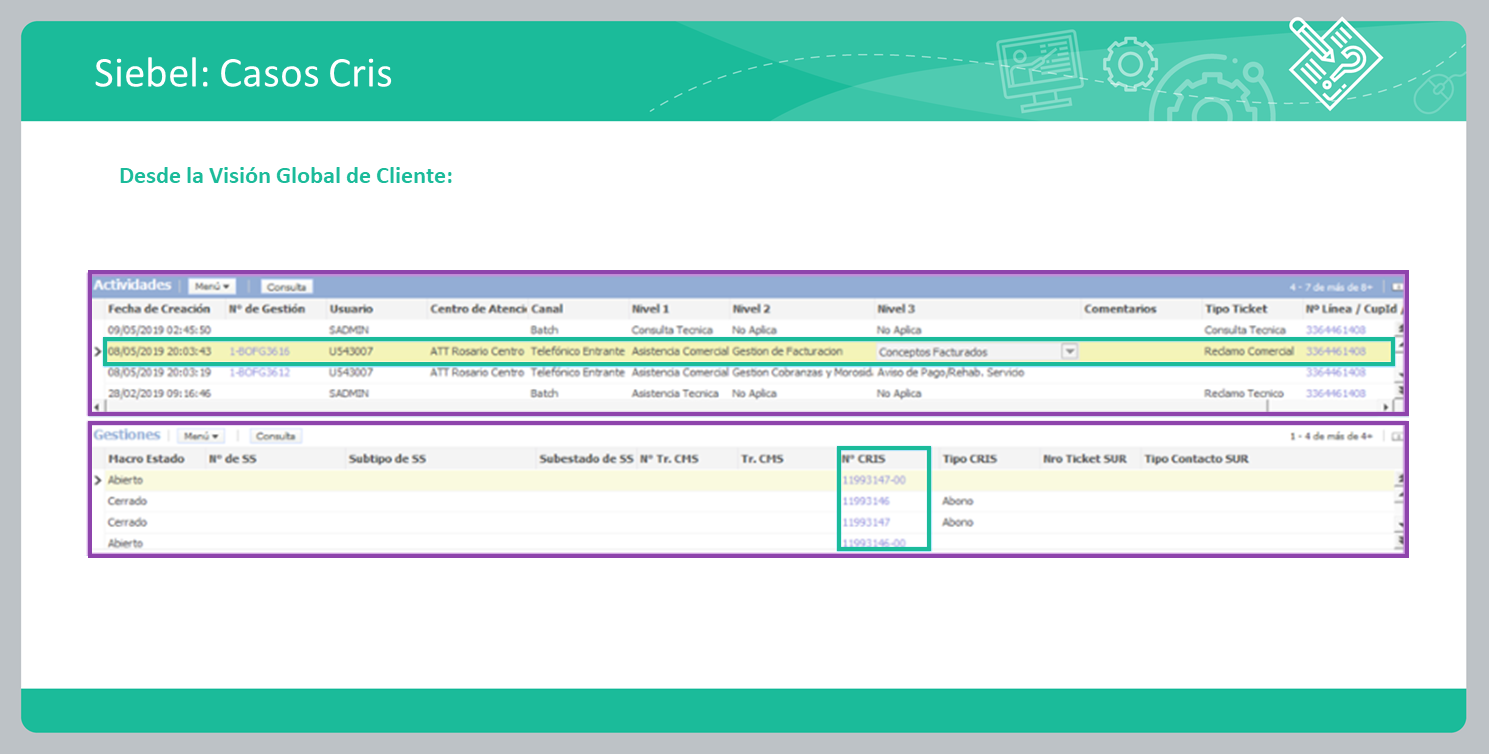 Siebel: Casos Cris
Desde la Visión Global de Cliente:
Actividades Menú Consulta 4 - 7 de más de 8+
Fecha de Creación Nº de Gestión Usuario Centro de Atenci Canal Nivel 1 Nivel 2 Nivel 3 Comentarios Tipo Ticket Nº Línea / CupId /
09/05/2019 02:45:50 SADMIN Batch Consulta Tecnica No Aplica No Aplica Consulta Tecnica 3364461408
08/05/2019 20:03:43 1-8OFG3616 U543007 ATT Rosario Centro Telefónico Entrante Asistencia Comercial Gestion de Facturacion Conceptos Facturados Reclamo Comercial 3364461408
08/05/2019 20:03:19 1-8OFG3612 U543007 ATT Rosario Centro Telefónico Entrante Asistencia Comercial Gestion Cobranzas y Morosid. Aviso de Pago/Rehab. Servicio 3364461408
28/02/2019 09:16:46 SADMIN Batch Asistencia Tecnica No Aplica No Aplica Reclamo Tecnico 3364461408
Gestiones Menú Consulta 1 - 4 de más de 4+
Macro Estado Nº de SS Subtipo de SS Subestado de SS Nº Tr. CMS Tr. CMS Nº CRIS Tipo CRIS Nro Ticket SUR Tipo Contacto SUR
Abierto 11993147-00
Cerrado 11993146 Abono
Cerrado 11993147 Abono
Abierto 11993146-00